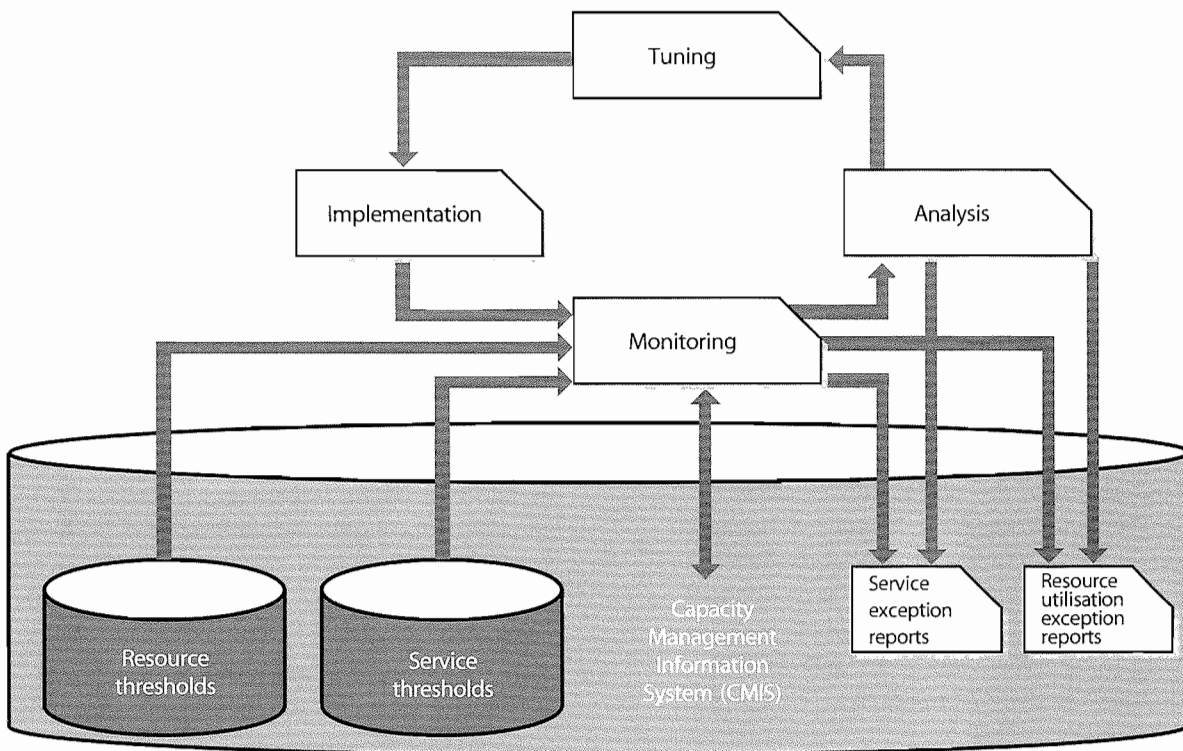 Tuning
Implementation
Analysis
Monitoring
Resource
thresholds
Service
thresholds
Capacity
Management
Information
System (CMIS)
Service
exception
reports
Resource
utilisation
exception
reports